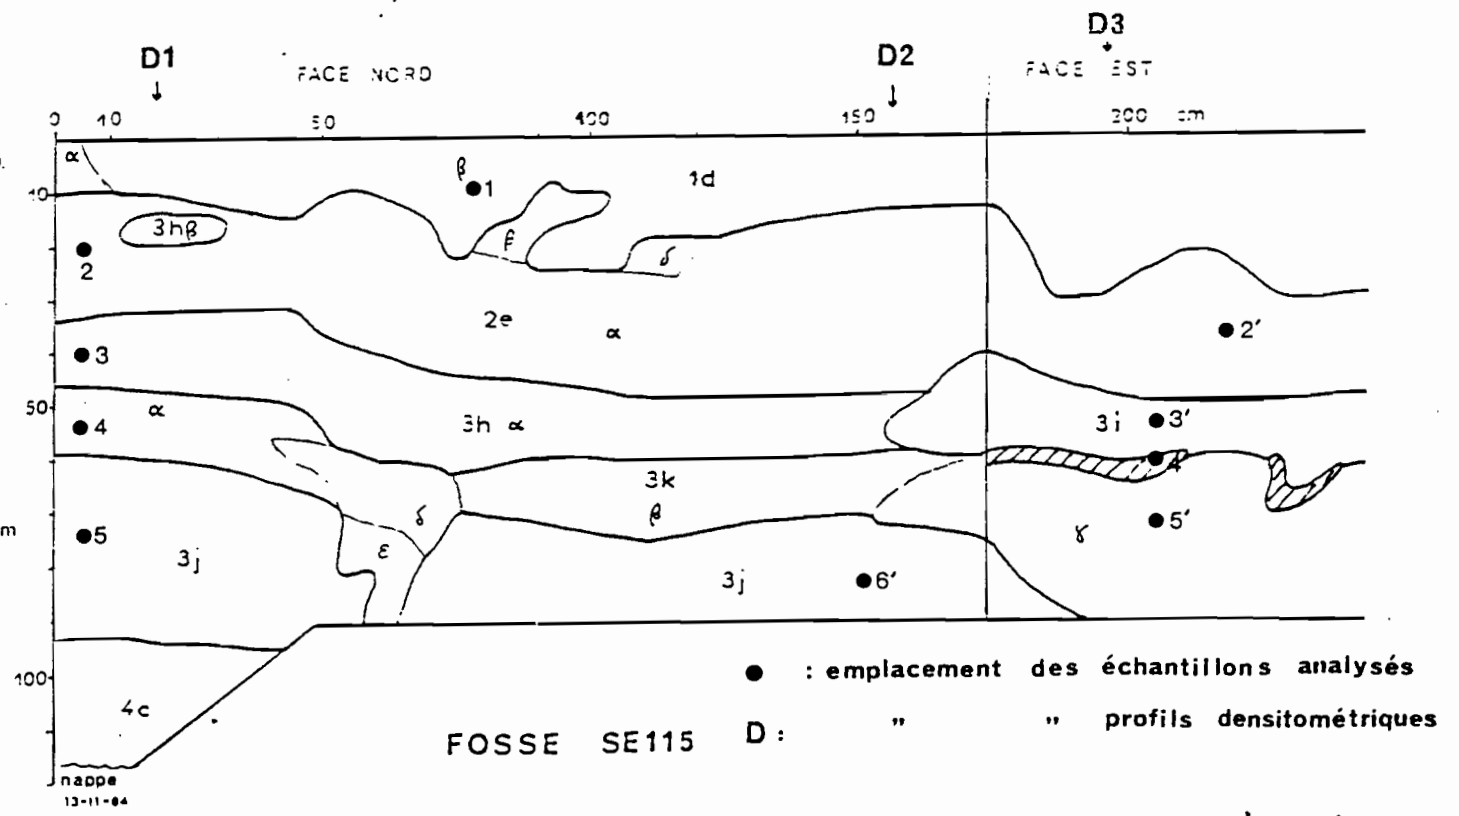 D3
D1
D2
FACE NORD
FACE EST
0 10 50 100 150 200 cm
α
β
1
1d
10
3hβ
2
β
δ
2e
α
2'
3
50
α
4
3h α
3i
3'
3k
4
β
δ
m
5
ε
γ
5'
3j
3j
6'
100
4c
● : emplacement des échantillons analysés
D : " " profils densitométriques
FOSSE SE115
nappe
13-11-84